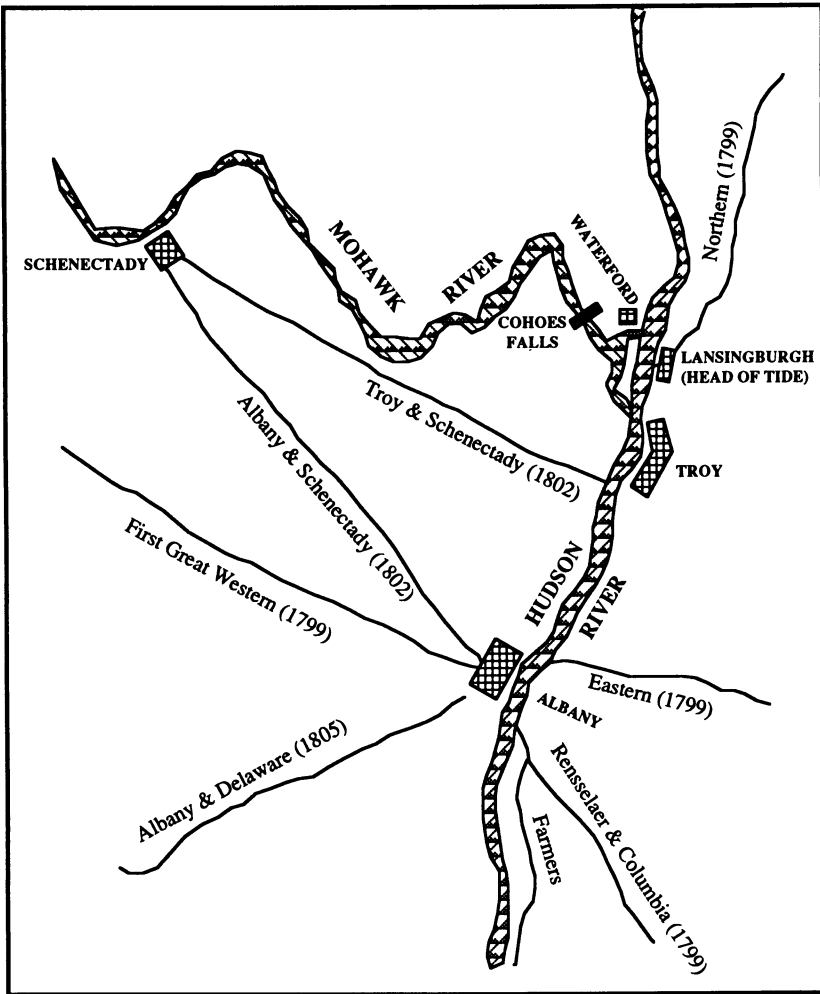 Northern (1799)
WATERFORD
MOHAWK
RIVER
SCHENECTADY
COHOES
FALLS
LANSINGBURGH
(HEAD OF TIDE)
Troy & Schenectady (1802)
TROY
Albany & Schenectady (1802)
First Great Western (1799)
HUDSON
RIVER
Eastern (1799)
ALBANY
Albany & Delaware (1805)
Rensselaer & Columbia (1799)
Farmers